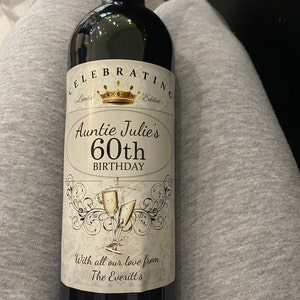 CELEBRATING
Limited Edition
Auntie Julie's
60th
BIRTHDAY
With all our love from
The Everitt's